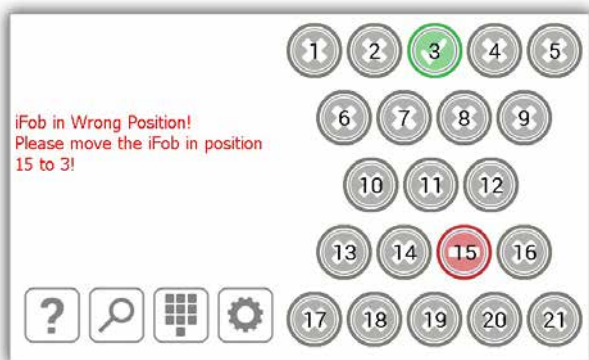 1 2 3 4 5
iFob in Wrong Position!
6 7 8 9
Please move the iFob in position
15 to 3!
10 11 12
13 14 15 16
?
17 18 19 20 21